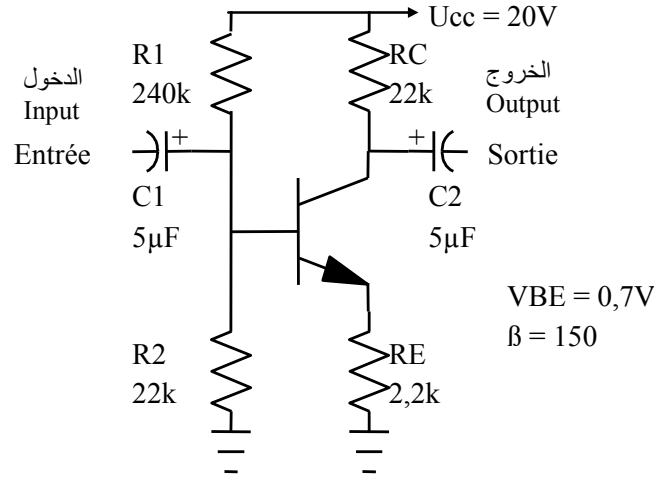 Ucc = 20V
R1
240k
RC
22k
الدخول
Input
Entrée
الخروج
Output
Sortie
+
+
C1
5µF
C2
5µF
VBE = 0,7V
ß = 150
R2
22k
RE
2,2k